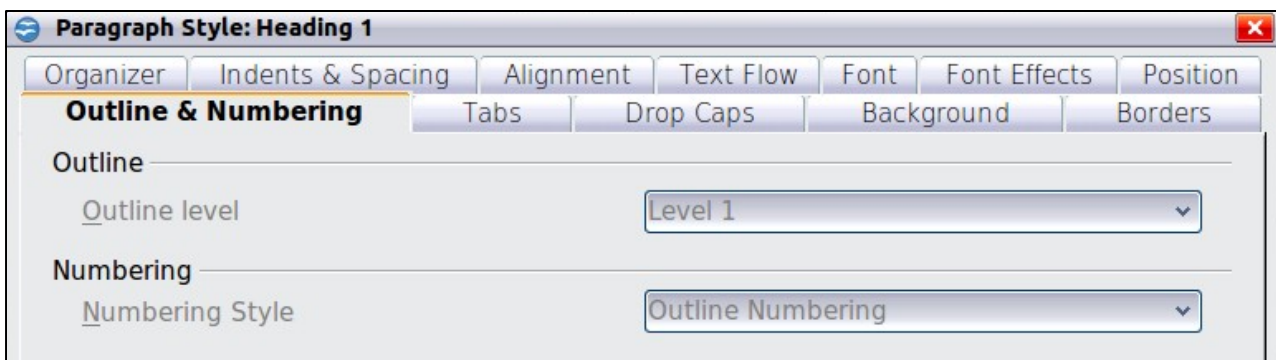 Paragraph Style: Heading 1
Organizer Indents & Spacing Alignment Text Flow Font Font Effects Position
Outline & Numbering Tabs Drop Caps Background Borders
Outline
Outline level Level 1
Numbering
Numbering Style Outline Numbering